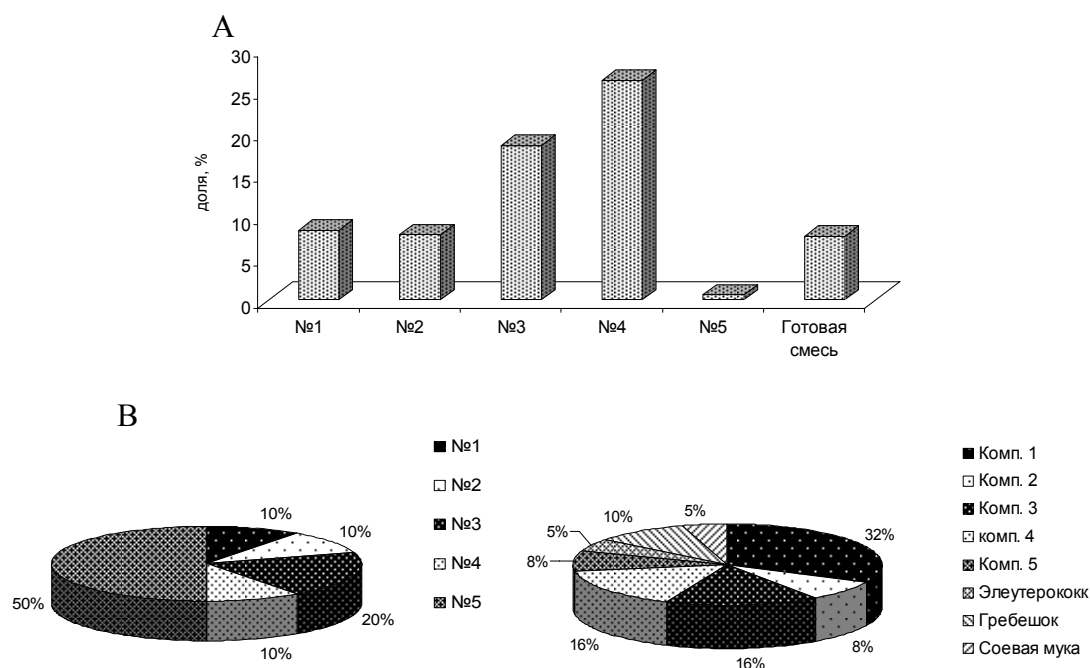 A
30
25
20
15
10
5
0
доля, %
№1
№2
№3
№4
№5
Готовая
смесь
B
10%
10%
20%
10%
50%
№1
№2
№3
№4
№5
32%
8%
16%
16%
8%
5%
10%
5%
Комп. 1
Комп. 2
Комп. 3
комп. 4
Комп. 5
Элеутерококк
Гребешок
Соевая мука